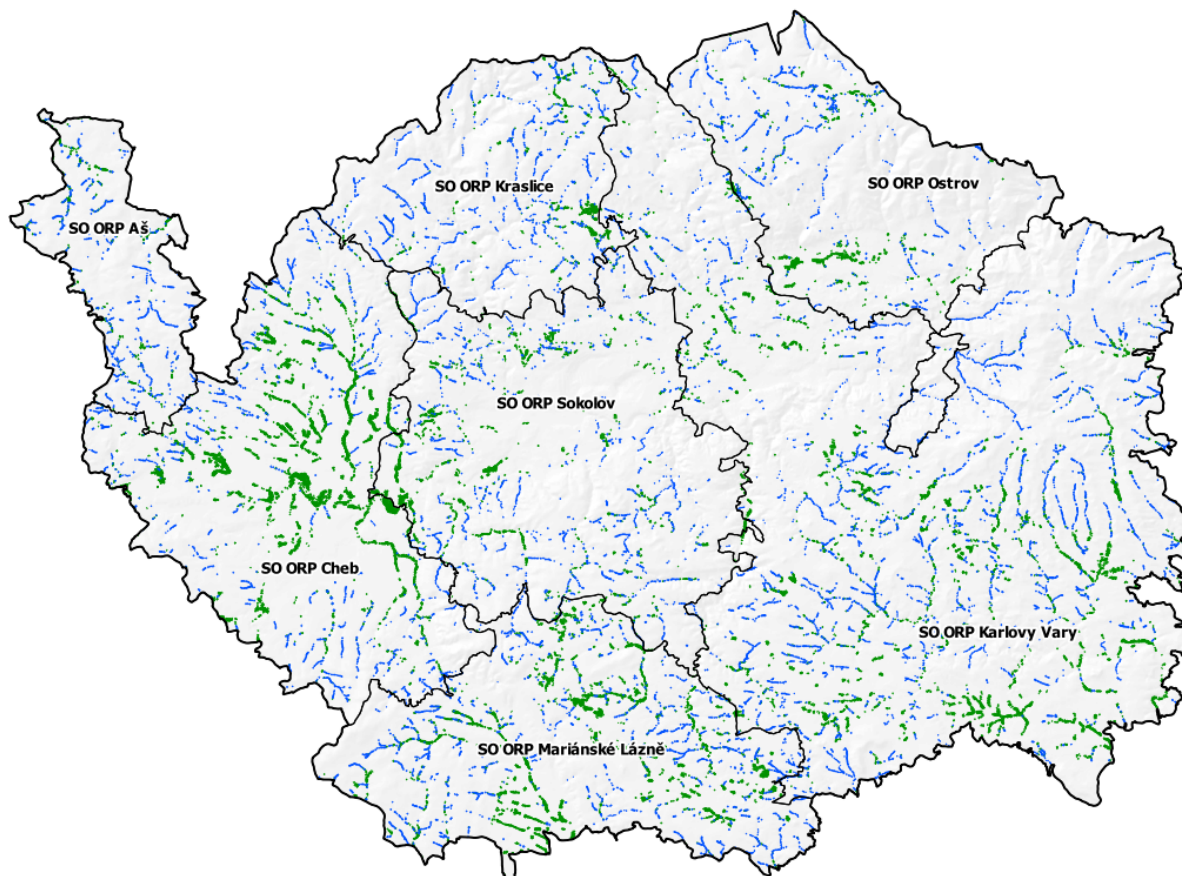 SO ORP Kraslice
SO ORP Ostrov
SO ORP Aš
SO ORP Sokolov
SO ORP Cheb
SO ORP Karlovy Vary
SO ORP Mariánské Lázně